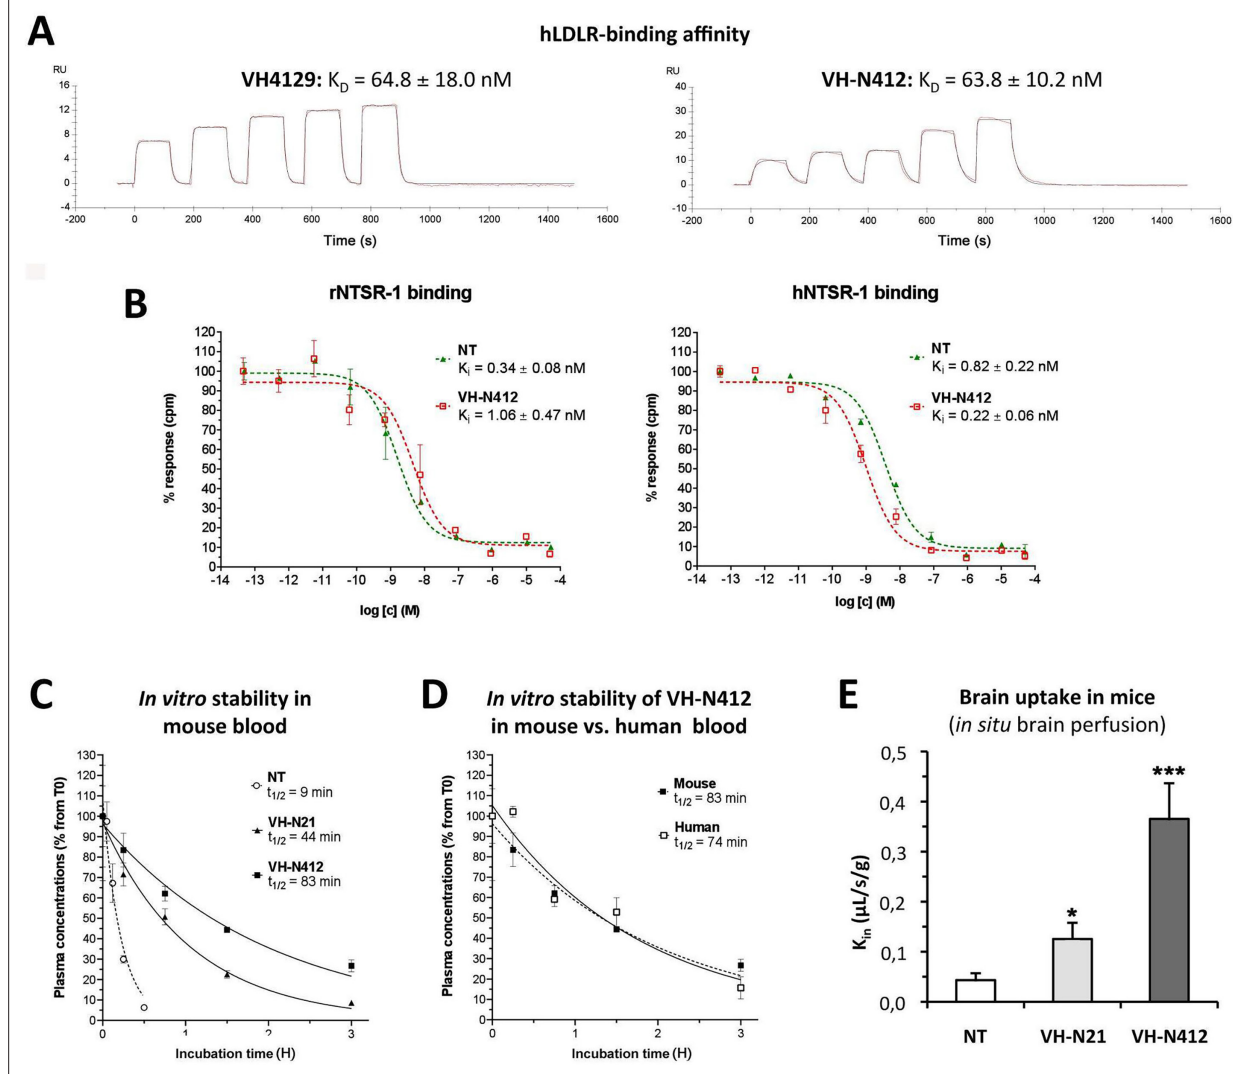 A
hLDLR-binding affinity
VH4129: KD = 64.8 ± 18.0 nM
RU
16
12
8
4
0
-4
-200 0 200 400 600 800 1000 1200 1400 1600
Time (s)
VH-N412: KD = 63.8 ± 10.2 nM
RU
40
30
20
10
0
-10
-200 0 200 400 600 800 1000 1200 1400 1600
Time (s)
B
rNTSR-1 binding
120
110
100
90
80
70
60
50
40
30
20
10
0
% response (cpm)
NT
Ki = 0.34 ± 0.08 nM
VH-N412
Ki = 1.06 ± 0.47 nM
-14 -13 -12 -11 -10 -9 -8 -7 -6 -5 -4
log [c] (M)
hNTSR-1 binding
120
110
100
90
80
70
60
50
40
30
20
10
0
% response (cpm)
NT
Ki = 0.82 ± 0.22 nM
VH-N412
Ki = 0.22 ± 0.06 nM
-14 -13 -12 -11 -10 -9 -8 -7 -6 -5 -4
log [c] (M)
C
In vitro stability in
mouse blood
130
120
110
100
90
80
70
60
50
40
30
20
10
0
Plasma concentrations (% from T0)
NT
t1/2 = 9 min
VH-N21
t1/2 = 44 min
VH-N412
t1/2 = 83 min
0 1 2 3
Incubation time (H)
D
In vitro stability of VH-N412
in mouse vs. human blood
130
120
110
100
90
80
70
60
50
40
30
20
10
0
Plasma concentrations (% from T0)
Mouse
t1/2 = 83 min
Human
t1/2 = 74 min
0 1 2 3
Incubation time (H)
E
Brain uptake in mice
(in situ brain perfusion)
0,5
0,4
0,3
0,2
0,1
0,0
Kin (µL/s/g)
*
***
NT VH-N21 VH-N412